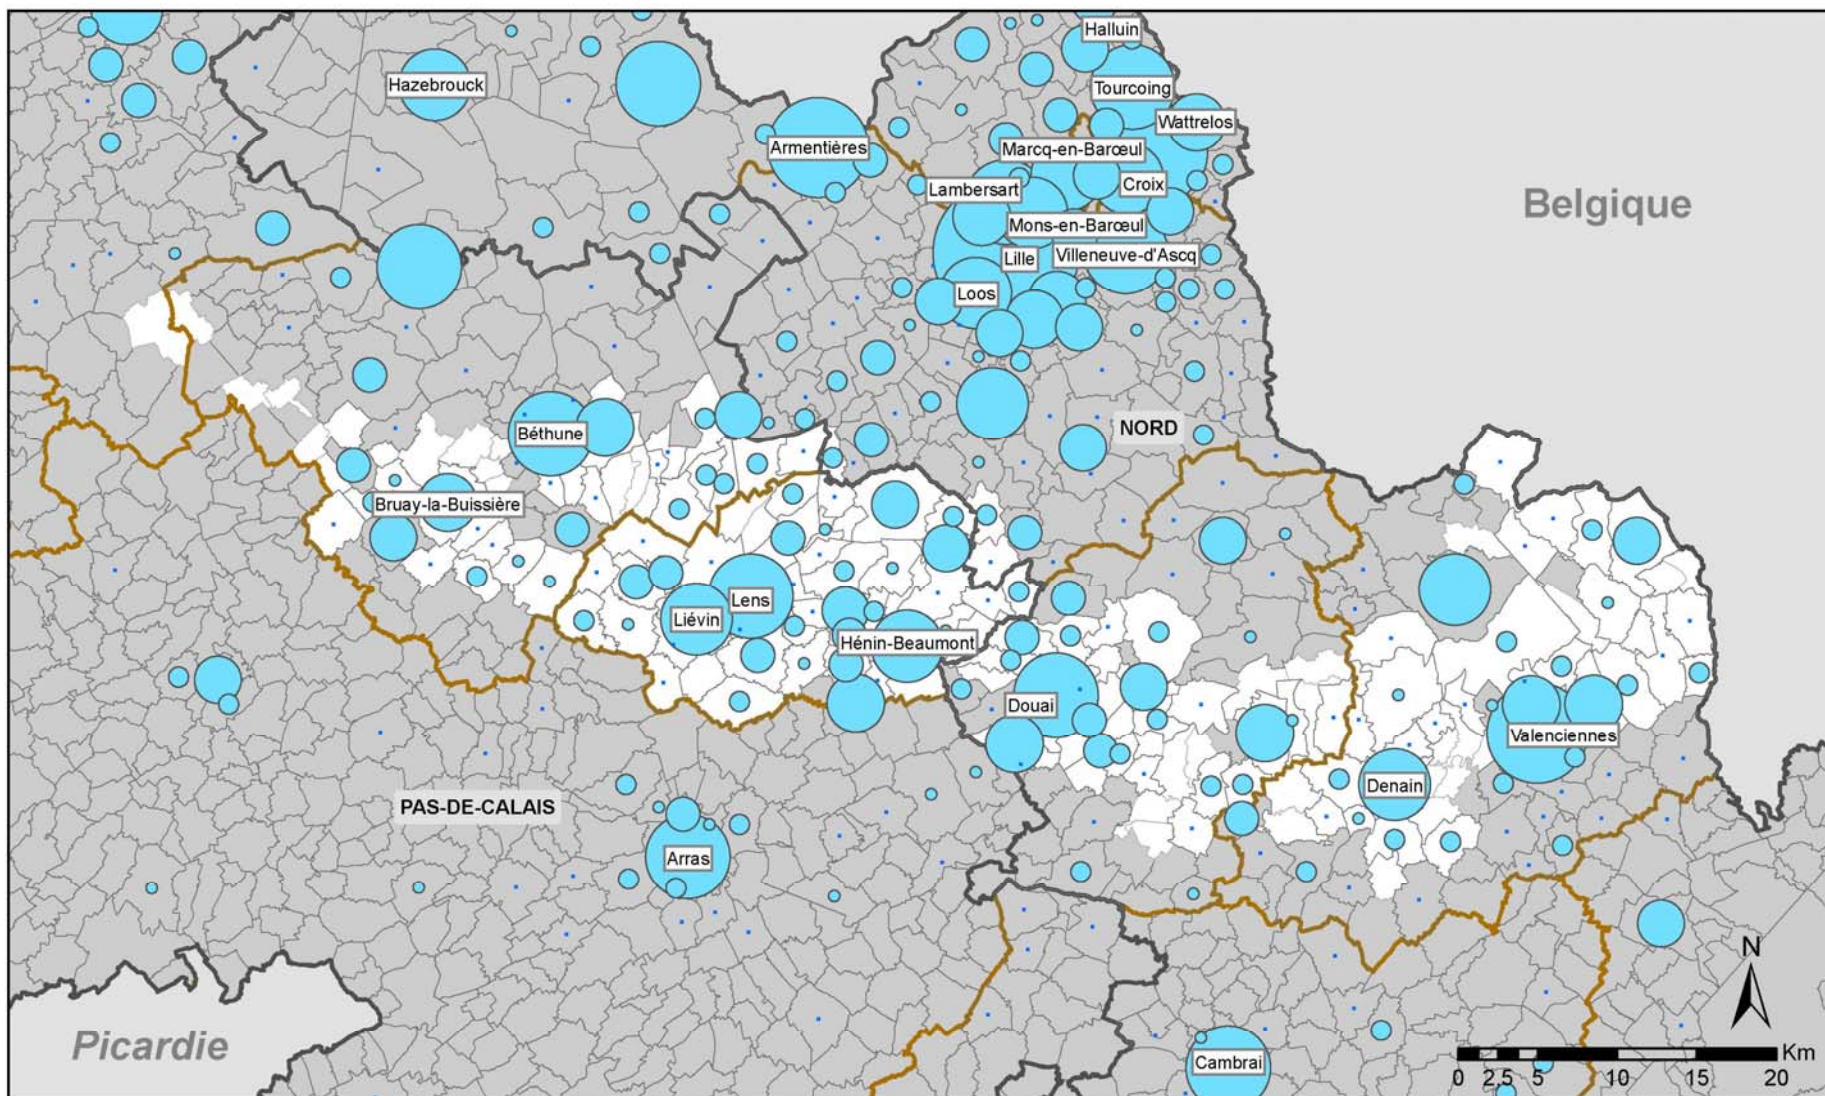 Halluin
Hazebrouck
Tourcoing
Wattrelos
Armentières
Marcq-en-Barœul
Lambersart
Croix
Belgique
Mons-en-Barœul
Lille
Villeneuve-d'Ascq
Loos
NORD
Béthune
Bruay-la-Buissière
Lens
Liévin
Hénin-Beaumont
Douai
Valenciennes
Denain
PAS-DE-CALAIS
Arras
N
Picardie
Cambrai
Km
0 2,5 5 10 15 20